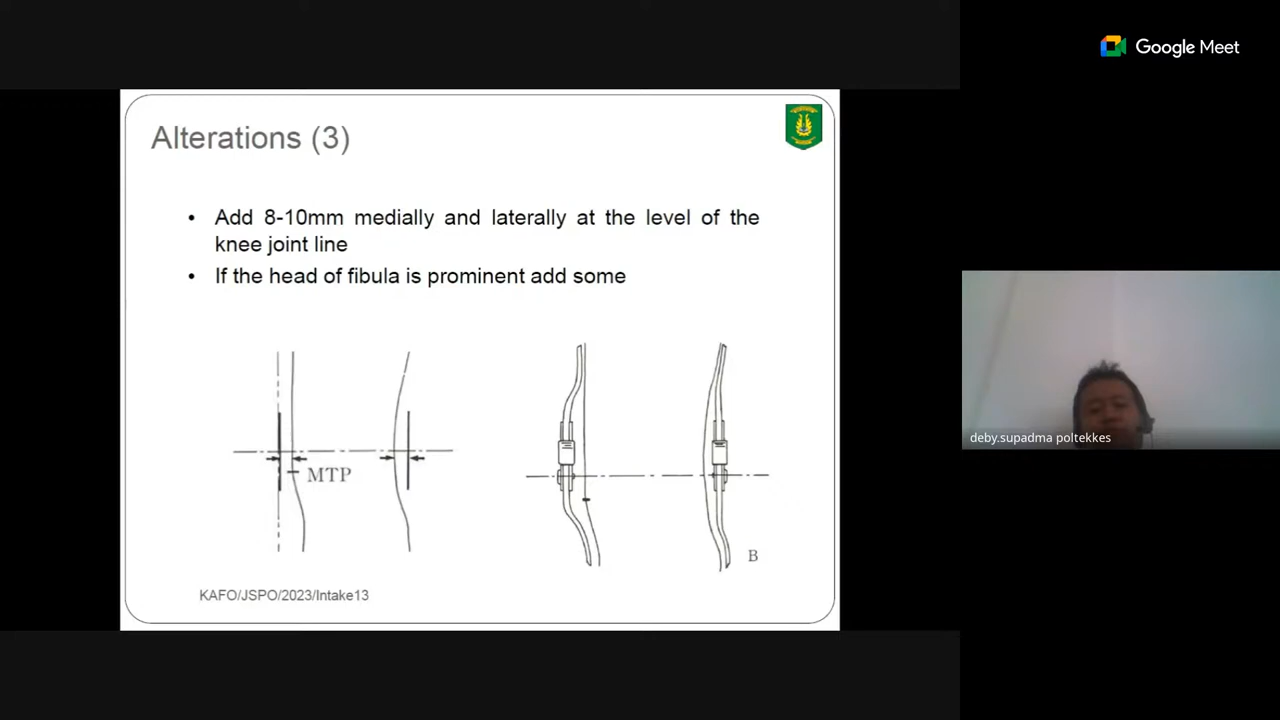 Google Meet
Alterations (3)
• Add 8-10mm medially and laterally at the level of the
knee joint line
• If the head of fibula is prominent add some
MTP
B
KAFO/JSPO/2023/Intake13
deby.supadma poltekkes